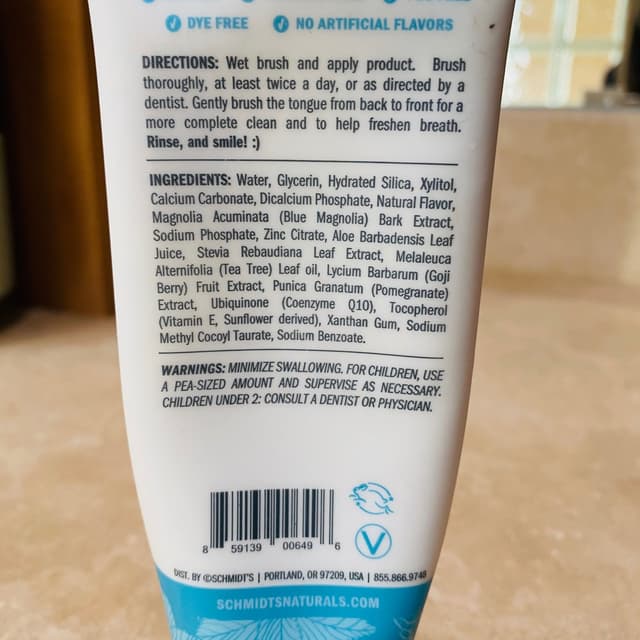 DYE FREE NO ARTIFICIAL FLAVORS
DIRECTIONS: Wet brush and apply product. Brush
thoroughly, at least twice a day, or as directed by a
dentist. Gently brush the tongue from back to front for a
more complete clean and to help freshen breath.
Rinse, and smile! :)
INGREDIENTS: Water, Glycerin, Hydrated Silica, Xylitol,
Calcium Carbonate, Dicalcium Phosphate, Natural Flavor,
Magnolia Acuminata (Blue Magnolia) Bark Extract,
Sodium Phosphate, Zinc Citrate, Aloe Barbadensis Leaf
Juice, Stevia Rebaudiana Leaf Extract, Melaleuca
Alternifolia (Tea Tree) Leaf oil, Lycium Barbarum (Goji
Berry) Fruit Extract, Punica Granatum (Pomegranate)
Extract, Ubiquinone (Coenzyme Q10), Tocopherol
(Vitamin E, Sunflower derived), Xanthan Gum, Sodium
Methyl Cocoyl Taurate, Sodium Benzoate.
WARNINGS: MINIMIZE SWALLOWING. FOR CHILDREN, USE
A PEA-SIZED AMOUNT AND SUPERVISE AS NECESSARY.
CHILDREN UNDER 2: CONSULT A DENTIST OR PHYSICIAN.
8 59139 00649 6
V
DIST. BY ©SCHMIDT'S | PORTLAND, OR 97209, USA | 855.866.9748
SCHMIDTSNATURALS.COM